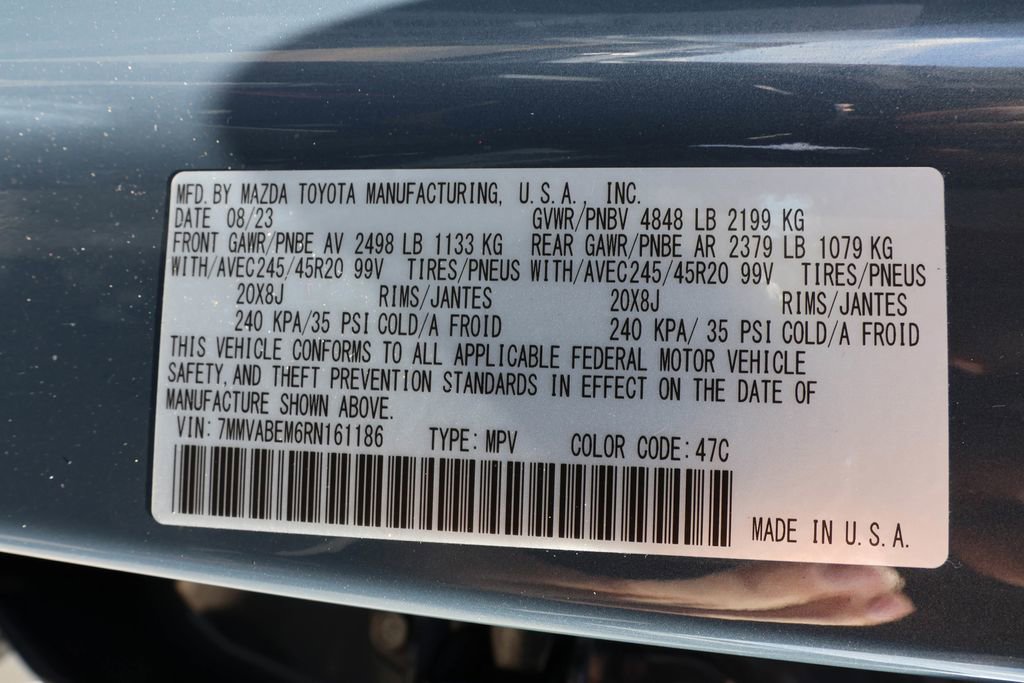 MFD. BY MAZDA TOYOTA MANUFACTURING, U.S.A., INC.
DATE 08/23 GVWR/PNBV 4848 LB 2199 KG
FRONT GAWR/PNBE AV 2498 LB 1133 KG REAR GAWR/PNBE AR 2379 LB 1079 KG
WITH/AVEC245/45R20 99V TIRES/PNEUS WITH/AVEC245/45R20 99V TIRES/PNEUS
20X8J RIMS/JANTES 20X8J RIMS/JANTES
240 KPA/35 PSI COLD/A FROID 240 KPA/ 35 PSI COLD/A FROID
THIS VEHICLE CONFORMS TO ALL APPLICABLE FEDERAL MOTOR VEHICLE
SAFETY, AND THEFT PREVENTION STANDARDS IN EFFECT ON THE DATE OF
MANUFACTURE SHOWN ABOVE.
VIN: 7MMVABEM6RN161186 TYPE: MPV COLOR CODE: 47C
MADE IN U.S.A.